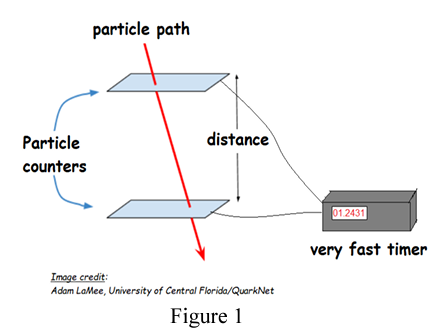 particle path
Particle
counters
distance
01.2431
very fast timer
Image credit:
Adam LaMee, University of Central Florida/QuarkNet
Figure 1